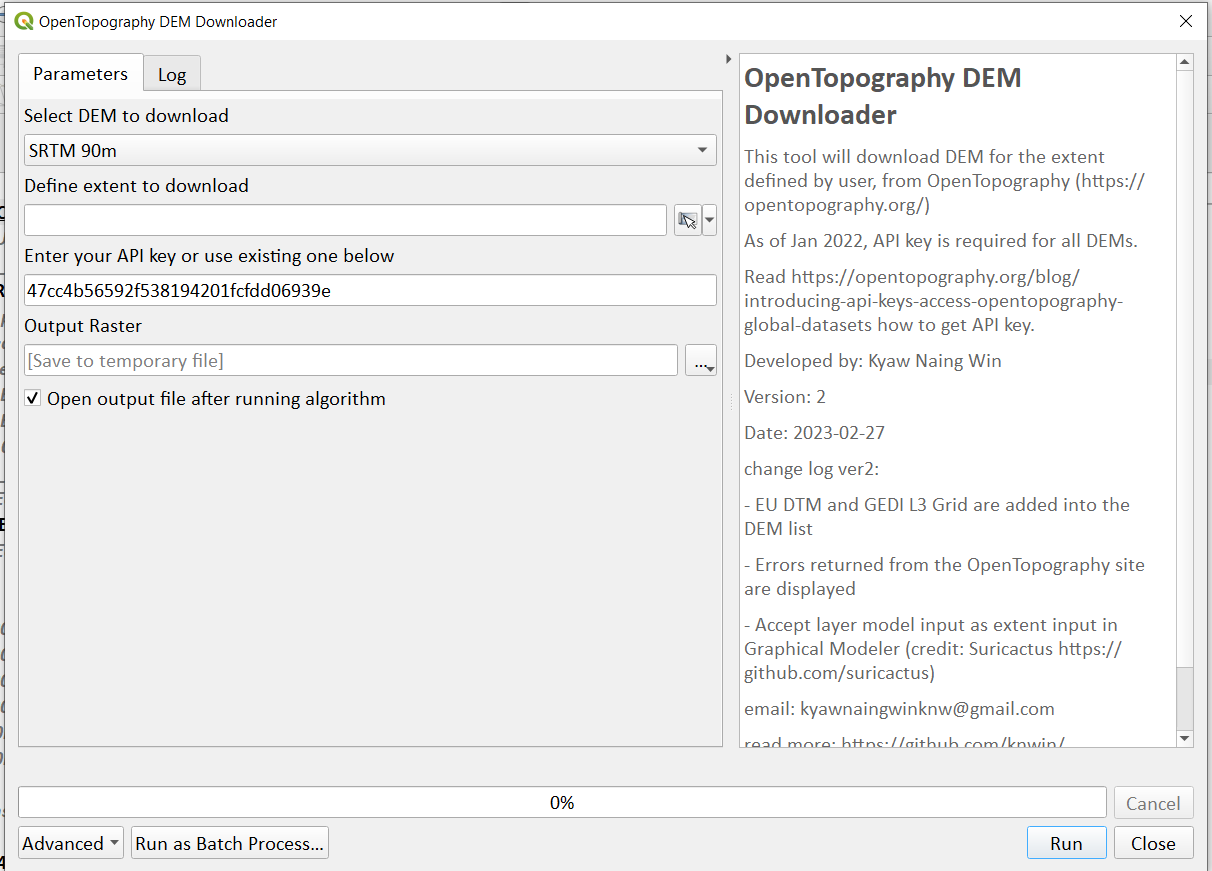 OpenTopography DEM Downloader
Parameters
Log
Select DEM to download
SRTM 90m
Define extent to download
Enter your API key or use existing one below
47cc4b56592f538194201fcfdd06939e
Output Raster
[Save to temporary file]
...
Open output file after running algorithm
OpenTopography DEM
Downloader
This tool will download DEM for the extent
defined by user, from OpenTopography (https://
opentopography.org/)
As of Jan 2022, API key is required for all DEMs.
Read https://opentopography.org/blog/
introducing-api-keys-access-opentopography-
global-datasets how to get API key.
Developed by: Kyaw Naing Win
Version: 2
Date: 2023-02-27
change log ver2:
- EU DTM and GEDI L3 Grid are added into the
DEM list
- Errors returned from the OpenTopography site
are displayed
- Accept layer model input as extent input in
Graphical Modeler (credit: Suricactus https://
github.com/suricactus)
email: kyawnaingwinknw@gmail.com
read more: https://github.com/knwin/
0%
Cancel
Advanced
Run as Batch Process...
Run
Close